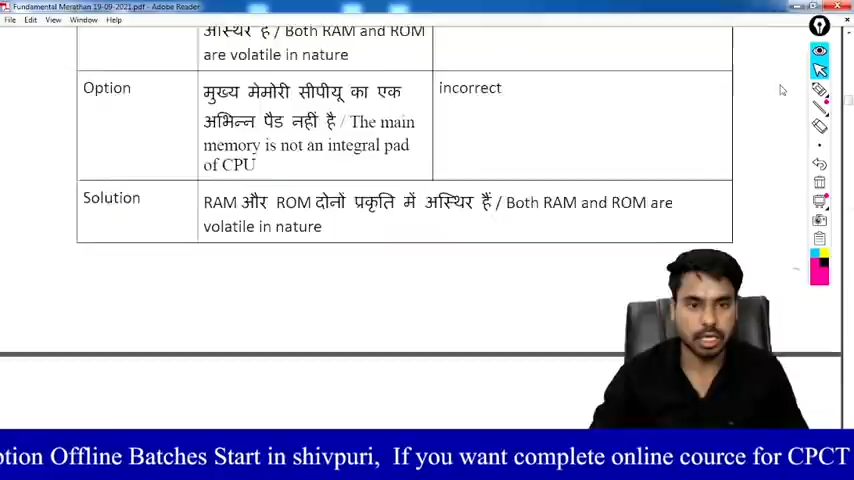 Fundamental Merathan 19-09-2021.pdf - Adobe Reader
File Edit View Window Help
अस्थिर है / Both RAM and ROM
are volatile in nature
Option
मुख्य मेमोरी सीपीयू का एक
अभिन्न पैड नहीं है / The main
memory is not an integral pad
of CPU
incorrect
Solution
RAM और ROM दोनों प्रकृति में अस्थिर हैं / Both RAM and ROM are
volatile in nature
ption Offline Batches Start in shivpuri, If you want complete online cource for CPCT